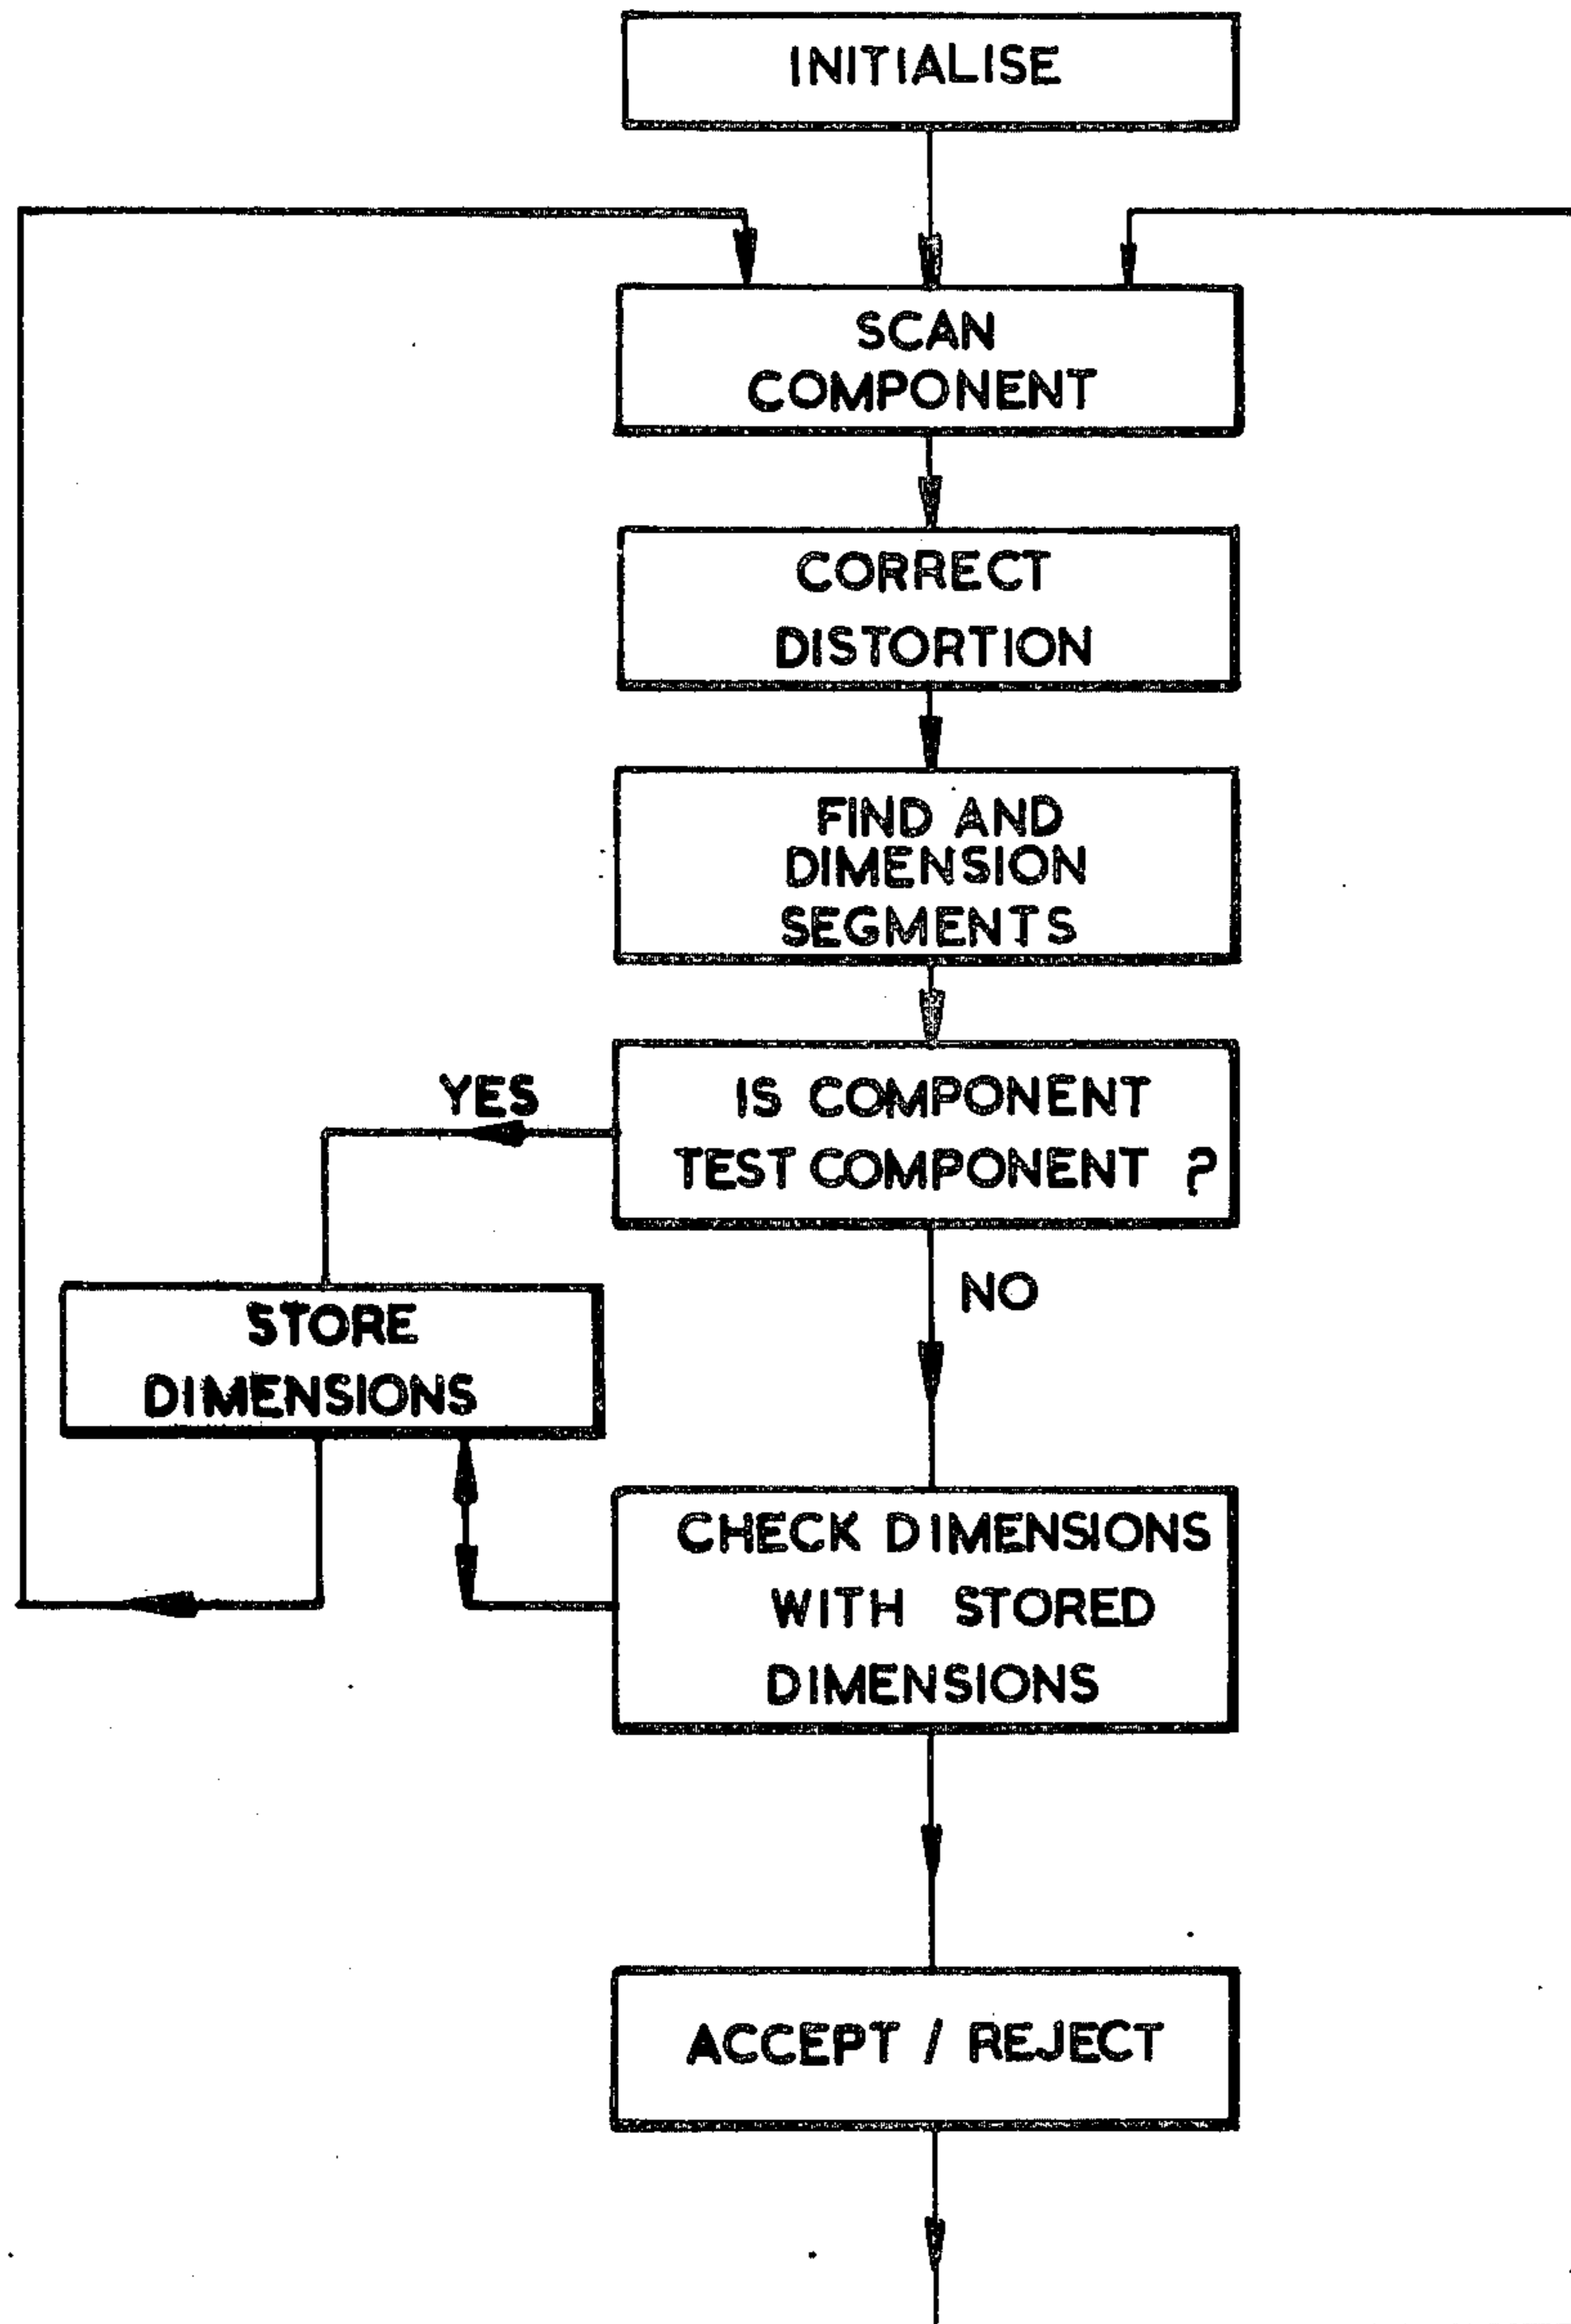 INITIALISE
SCAN
COMPONENT
CORRECT
DISTORTION
FIND AND
DIMENSION
SEGMENTS
IS COMPONENT
TEST COMPONENT ?
YES
NO
STORE
DIMENSIONS
CHECK DIMENSIONS
WITH STORED
DIMENSIONS
ACCEPT / REJECT